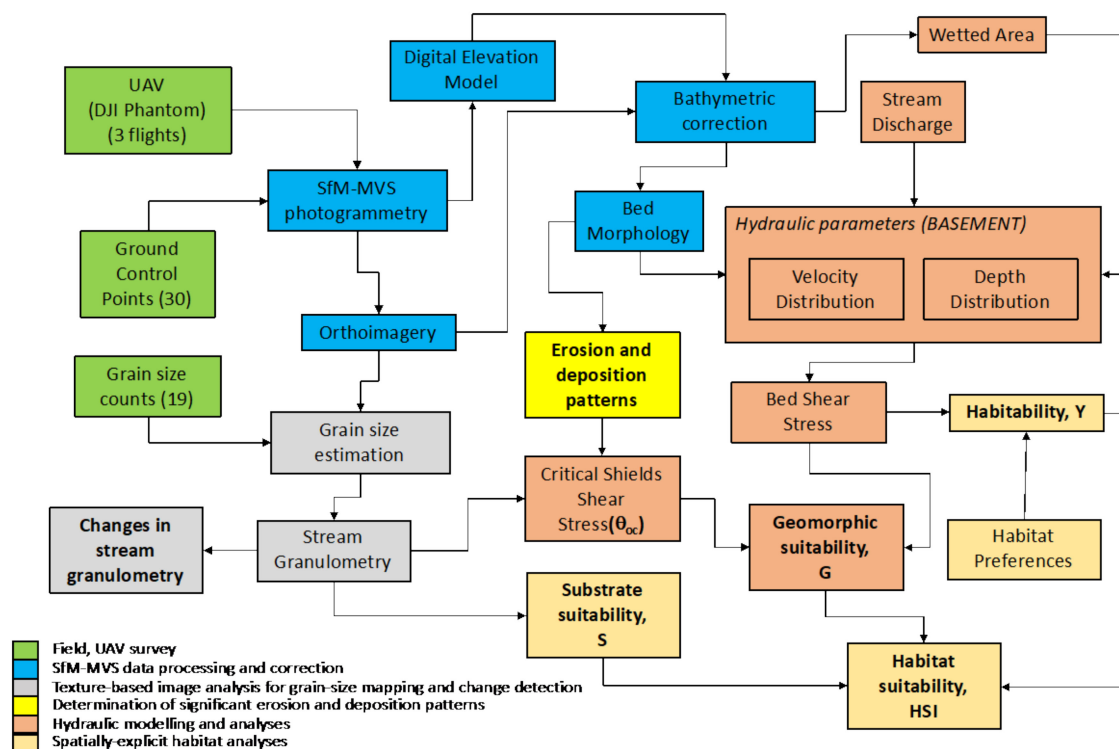 UAV
(DJI Phantom)
(3 flights)
Digital Elevation
Model
Bathymetric
correction
Wetted Area
Stream
Discharge
SfM-MVS
photogrammetry
Bed
Morphology
Hydraulic parameters (BASEMENT)
Velocity
Distribution
Depth
Distribution
Ground
Control
Points (30)
Orthoimagery
Erosion and
deposition
patterns
Grain size
counts (19)
Bed Shear
Stress
Habitability, Y
Grain size
estimation
Critical Shields
Shear
Stress(θoc)
Changes in
stream
granulometry
Stream
Granulometry
Geomorphic
suitability,
G
Habitat
Preferences
Substrate
suitability,
S
Habitat
suitability,
HSI
Field, UAV survey
SfM-MVS data processing and correction
Texture-based image analysis for grain-size mapping and change detection
Determination of significant erosion and deposition patterns
Hydraulic modelling and analyses
Spatially-explicit habitat analyses